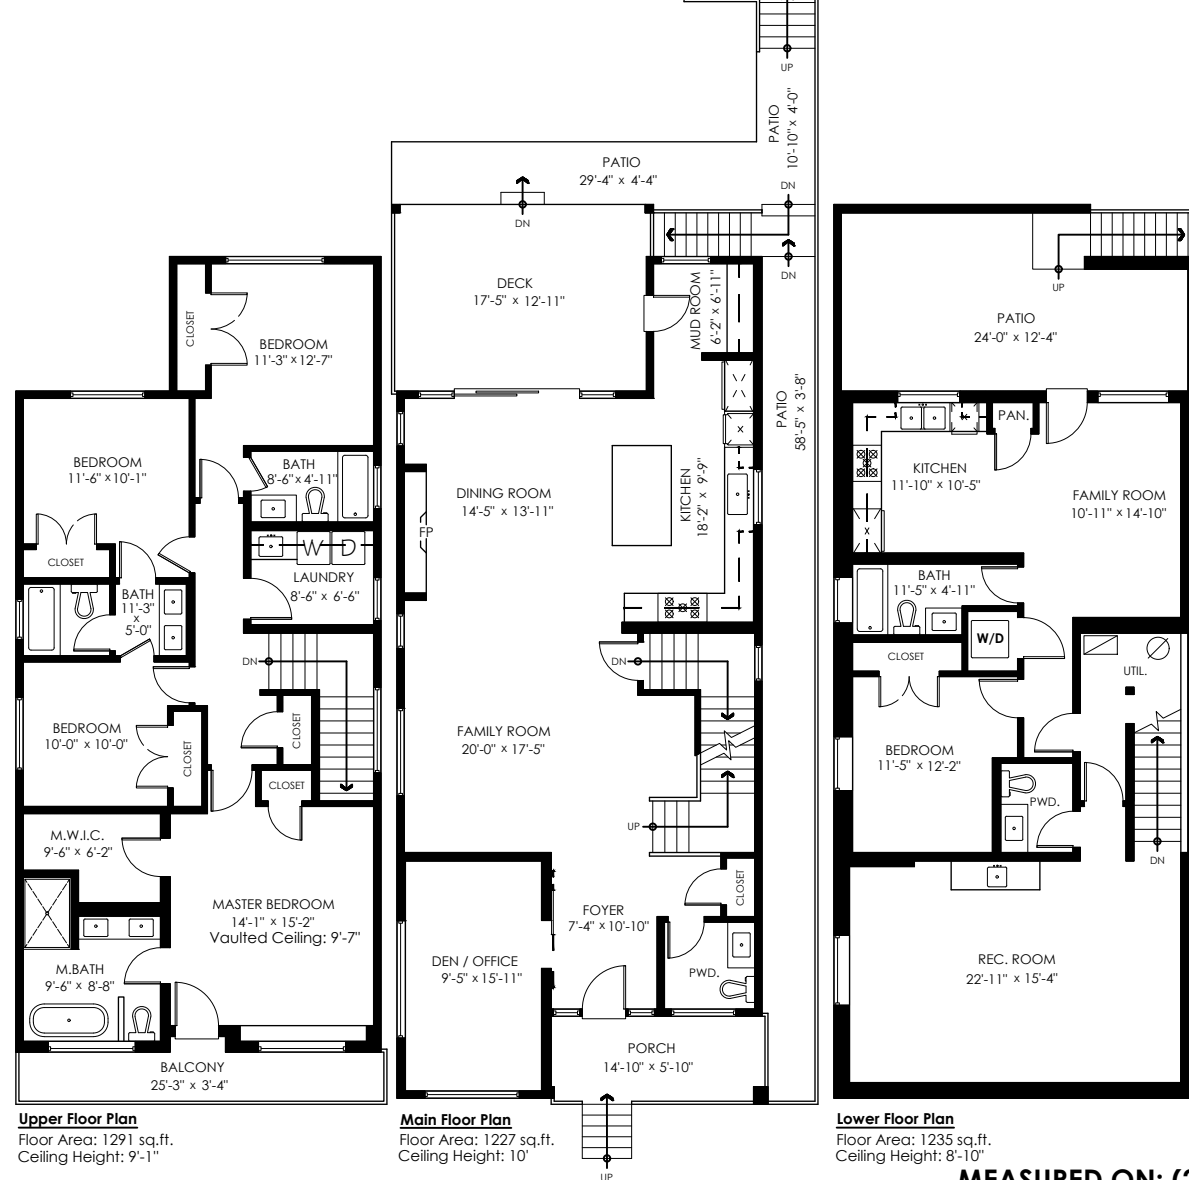 UP
PATIO
10'-10" x 4'-0"
PATIO
29'-4" x 4'-4"
DN
DN
DN
DECK
17'-5" x 12'-11"
MUD ROOM
6'-2" x 6'-11"
PATIO
58'-5" x 3'-8"
CLOSET
BEDROOM
11'-3" x 12'-7"
BEDROOM
11'-6" x 10'-1"
CLOSET
BATH
8'-6" x 4'-11"
W D
LAUNDRY
8'-6" x 6'-6"
BATH
11'-3"
x
5'-0"
DN
BEDROOM
10'-0" x 10'-0"
CLOSET
CLOSET
CLOSET
M.W.I.C.
9'-6" x 6'-2"
MASTER BEDROOM
14'-1" x 15'-2"
Vaulted Ceiling: 9'-7"
M.BATH
9'-6" x 8'-8"
BALCONY
25'-3" x 3'-4"
Upper Floor Plan
Floor Area: 1291 sq.ft.
Ceiling Height: 9'-1"
DINING ROOM
14'-5" x 13'-11"
KITCHEN
18'-2" x 9'-9"
FP
DN
FAMILY ROOM
20'-0" x 17'-5"
UP
CLOSET
FOYER
7'-4" x 10'-10"
DEN / OFFICE
9'-5" x 15'-11"
PWD.
PORCH
14'-10" x 5'-10"
UP
Main Floor Plan
Floor Area: 1227 sq.ft.
Ceiling Height: 10'
UP
PATIO
24'-0" x 12'-4"
PAN.
KITCHEN
11'-10" x 10'-5"
FAMILY ROOM
10'-11" x 14'-10"
BATH
11'-5" x 4'-11"
W/D
CLOSET
UTIL.
BEDROOM
11'-5" x 12'-2"
PWD.
DN
REC. ROOM
22'-11" x 15'-4"
Lower Floor Plan
Floor Area: 1235 sq.ft.
Ceiling Height: 8'-10"
MEASURED ON: